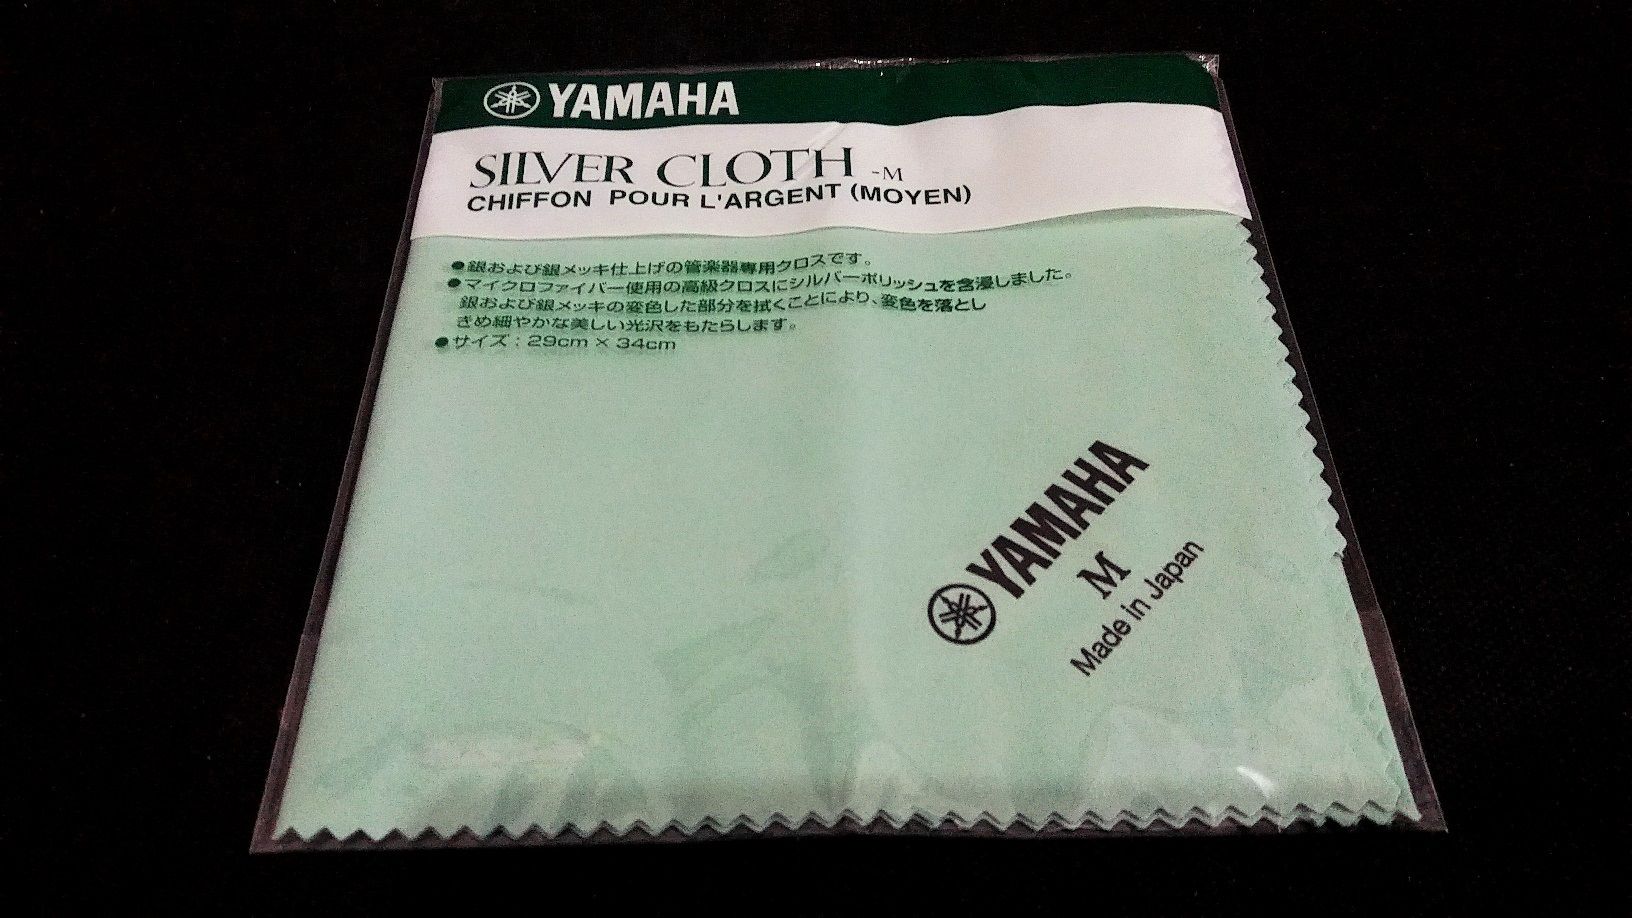 YAMAHA
SILVER CLOTH -M
CHIFFON POUR L'ARGENT (MOYEN)
●銀および銀メッキ仕上げの管楽器専用クロスです。
●マイクロファイバー使用の高級クロスにシルバーポリッシュを含浸しました。
銀および銀メッキの変色した部分を拭くことにより、変色を落とし
きめ細やかな美しい光沢をもたらします。
●サイズ：29cm×34cm
YAMAHA
M
Made in Japan